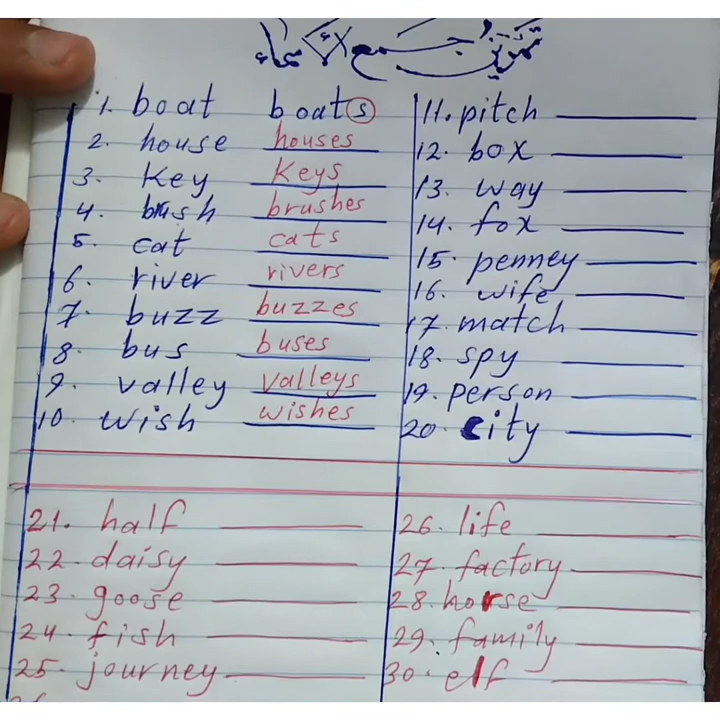 تمرين جمع الأسماء
1. boat boats
2. house houses
3. Key Keys
4. brush brushes
5. cat cats
6. river rivers
7. buzz buzzes
8. bus buses
9. valley valleys
10. wish wishes
11. pitch
12. box
13. way
14. fox
15. penney
16. wife
17. match
18. spy
19. person
20. city
21. half
22. daisy
23. goose
24. fish
25. journey
26. life
27. factory
28. horse
29. family
30. elf